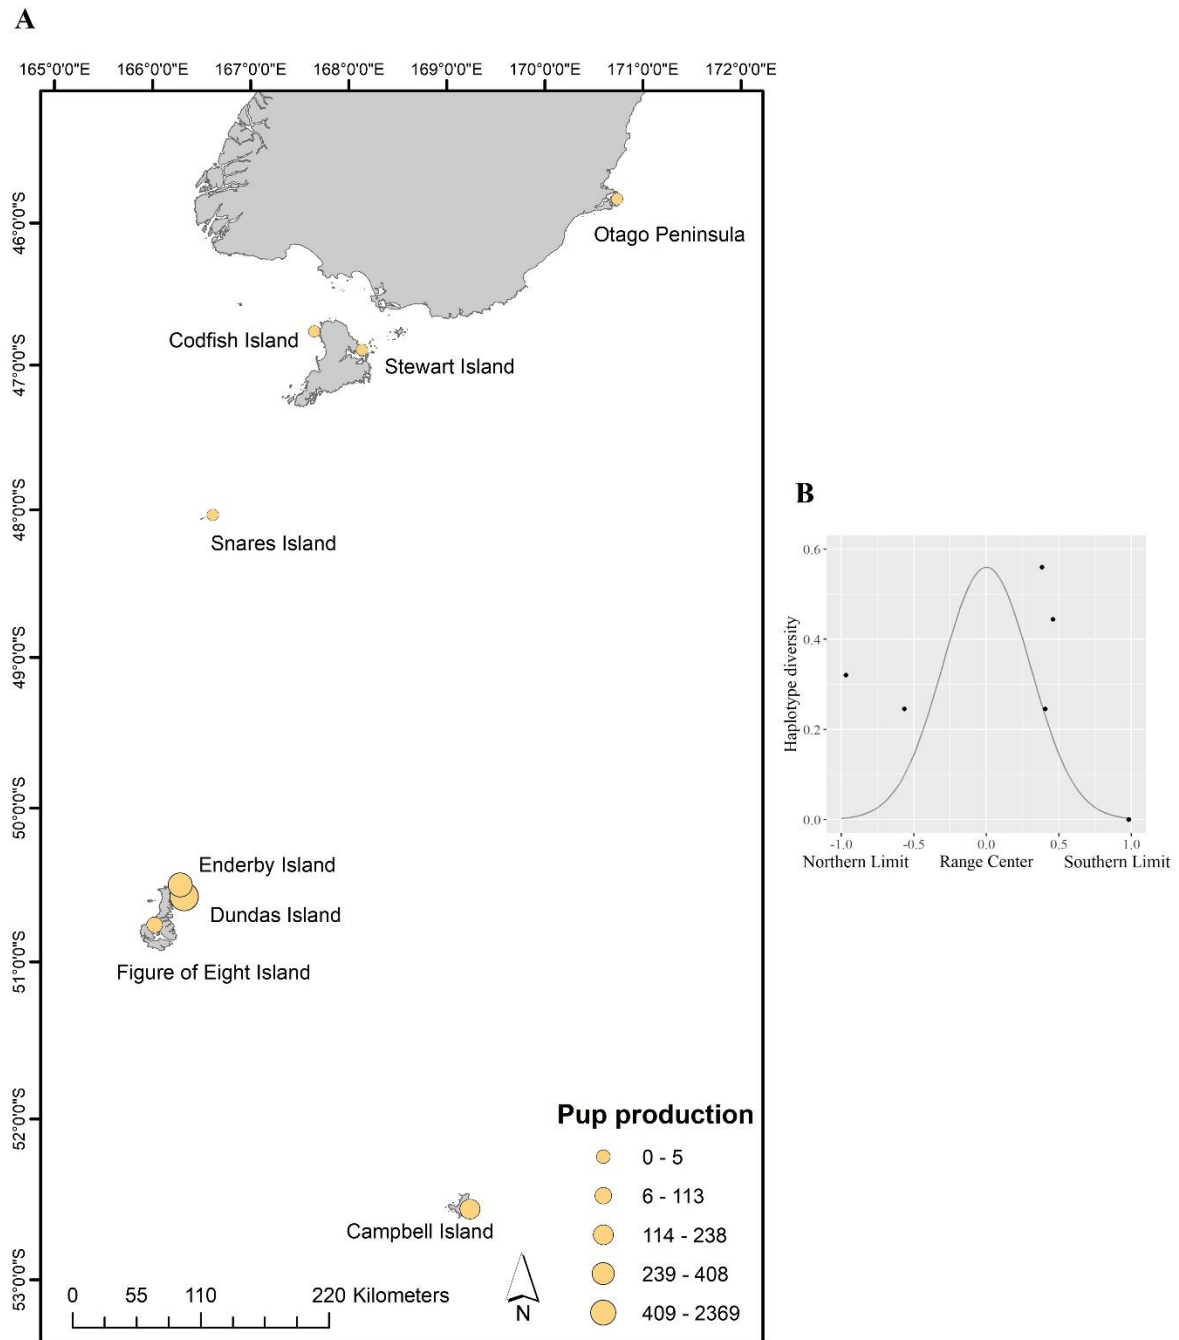 A
165°0'0"E 166°0'0"E 167°0'0"E 168°0'0"E 169°0'0"E 170°0'0"E 171°0'0"E 172°0'0"E
46°0'0"S
Otago Peninsula
Codfish Island
47°0'0"S
Stewart Island
48°0'0"S
Snares Island
49°0'0"S
50°0'0"S
Enderby Island
Dundas Island
51°0'0"S
Figure of Eight Island
52°0'0"S
Campbell Island
53°0'0"S
0 55 110 220 Kilometers
N
Pup production
0 - 5
6 - 113
114 - 238
239 - 408
409 - 2369
B
Haplotype diversity
0.6
0.4
0.2
0.0
-1.0 -0.5 0.0 0.5 1.0
Northern Limit Range Center Southern Limit